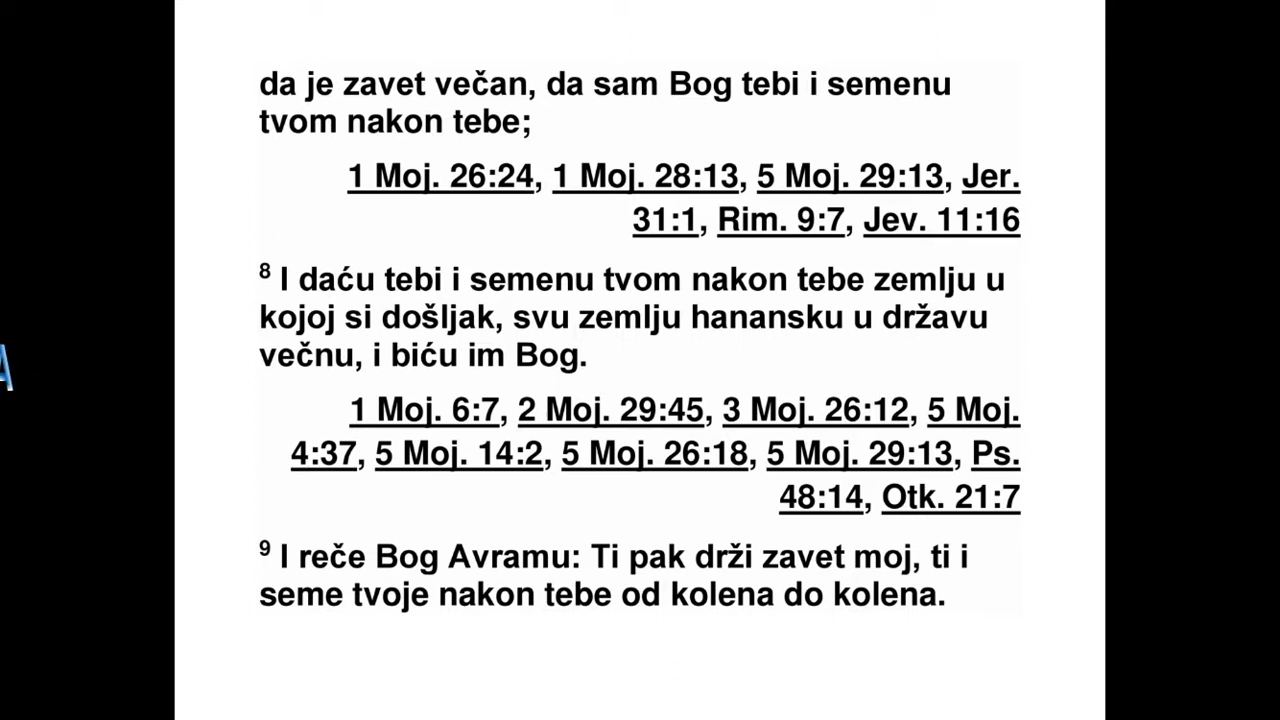 da je zavet večan, da sam Bog tebi i semenu
tvom nakon tebe;
1 Moj. 26:24, 1 Moj. 28:13, 5 Moj. 29:13, Jer.
31:1, Rim. 9:7, Jev. 11:16
8 I daću tebi i semenu tvom nakon tebe zemlju u
kojoj si došljak, svu zemlju hanansku u državu
večnu, i biću im Bog.
1 Moj. 6:7, 2 Moj. 29:45, 3 Moj. 26:12, 5 Moj.
4:37, 5 Moj. 14:2, 5 Moj. 26:18, 5 Moj. 29:13, Ps.
48:14, Otk. 21:7
9 I reče Bog Avramu: Ti pak drži zavet moj, ti i
seme tvoje nakon tebe od kolena do kolena.
A